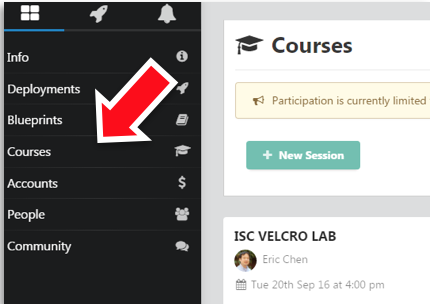 Info
Deployments
Blueprints
Courses
Accounts
$
People
Community
Courses
Participation is currently limited
+ New Session
ISC VELCRO LAB
Eric Chen
Tue 20th Sep 16 at 4:00 pm